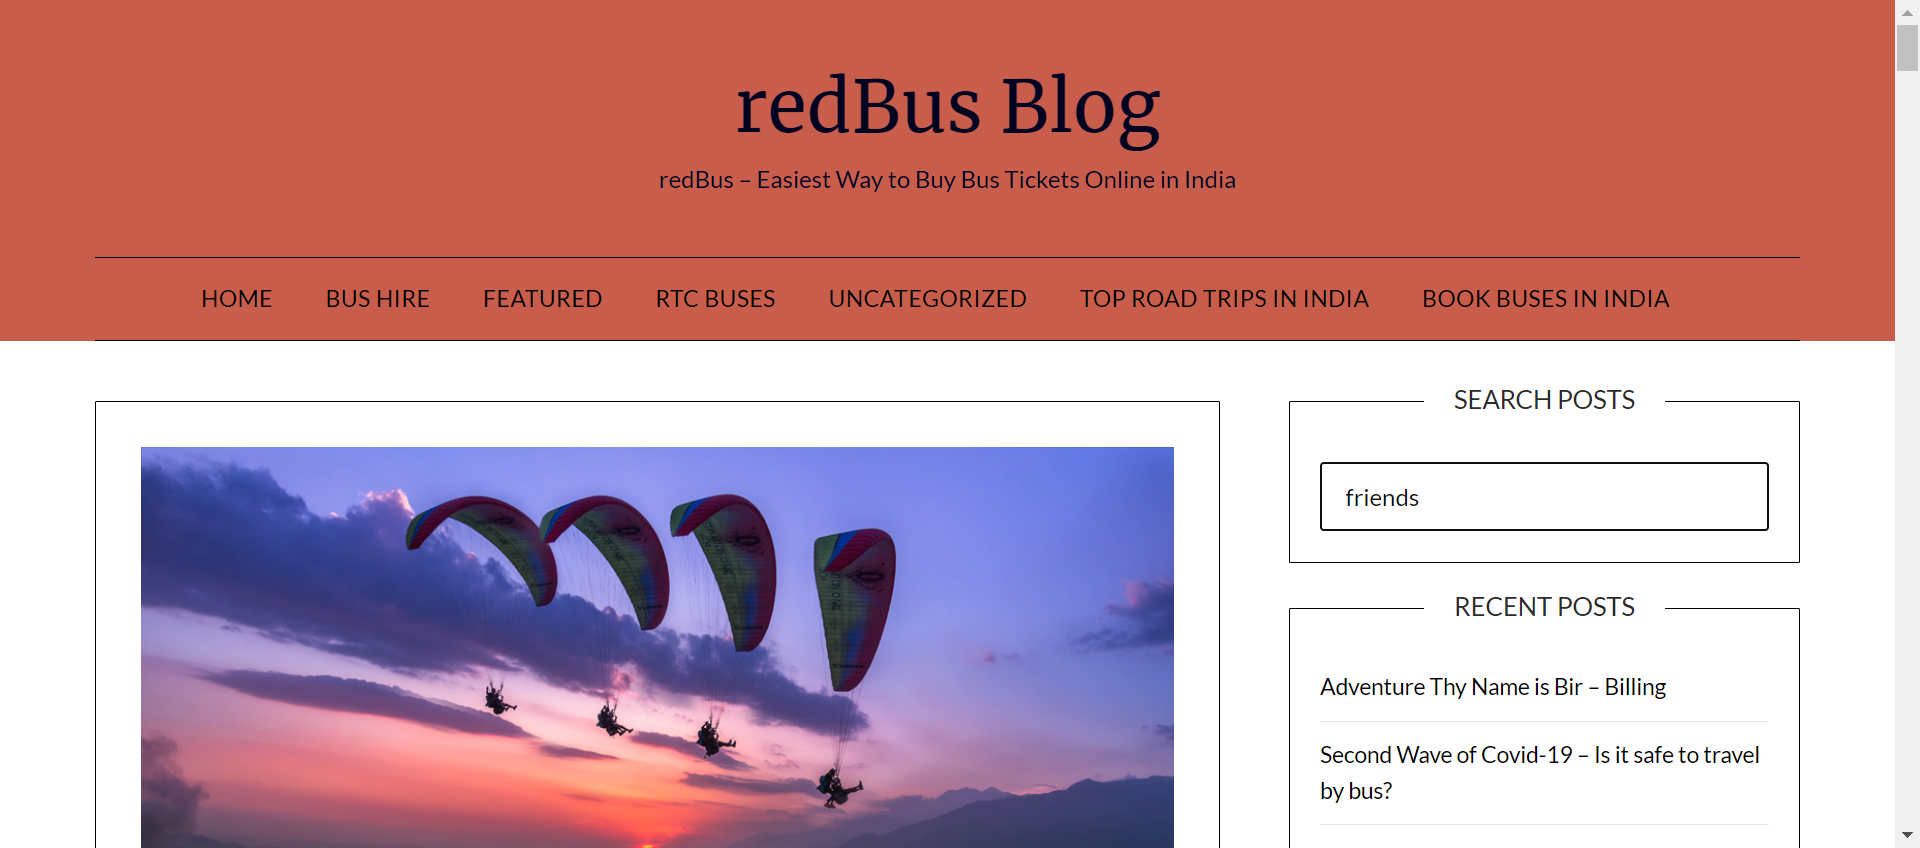 redBus Blog
redBus – Easiest Way to Buy Bus Tickets Online in India
HOME
BUS HIRE
FEATURED
RTC BUSES
UNCATEGORIZED
TOP ROAD TRIPS IN INDIA
BOOK BUSES IN INDIA
SEARCH POSTS
friends
RECENT POSTS
Adventure Thy Name is Bir – Billing
Second Wave of Covid-19 – Is it safe to travel
by bus?